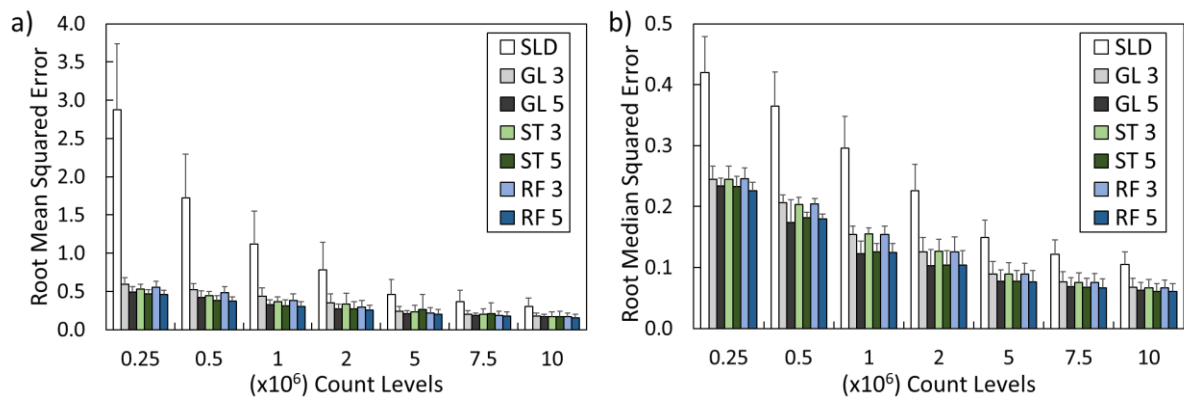 a)
Root Mean Squared Error
4.0
3.5
3.0
2.5
2.0
1.5
1.0
0.5
0.0
SLD
GL 3
GL 5
ST 3
ST 5
RF 3
RF 5
0.25 0.5 1 2 5 7.5 10
(x10⁶) Count Levels
b)
Root Median Squared Error
0.5
0.4
0.3
0.2
0.1
0.0
SLD
GL 3
GL 5
ST 3
ST 5
RF 3
RF 5
0.25 0.5 1 2 5 7.5 10
(x10⁶) Count Levels